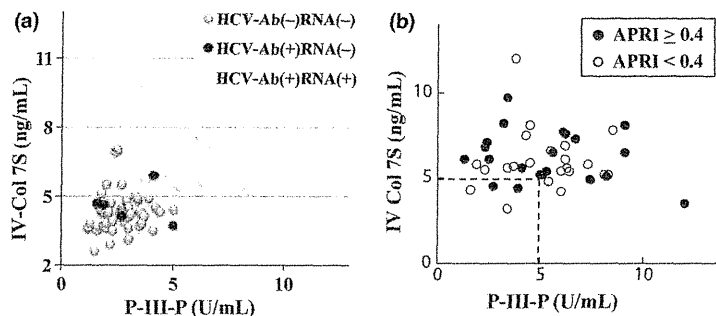 (a)
HCV-Ab(−)RNA(−)
HCV-Ab(+)RNA(−)
HCV-Ab(+)RNA(+)
11
8
5
2
IV-Col 7S (ng/mL)
0
5
10
P-III-P (U/mL)
(b)
APRI ≥ 0.4
APRI < 0.4
10
5
0
IV Col 7S (ng/mL)
0
5
10
P-III-P (U/mL)